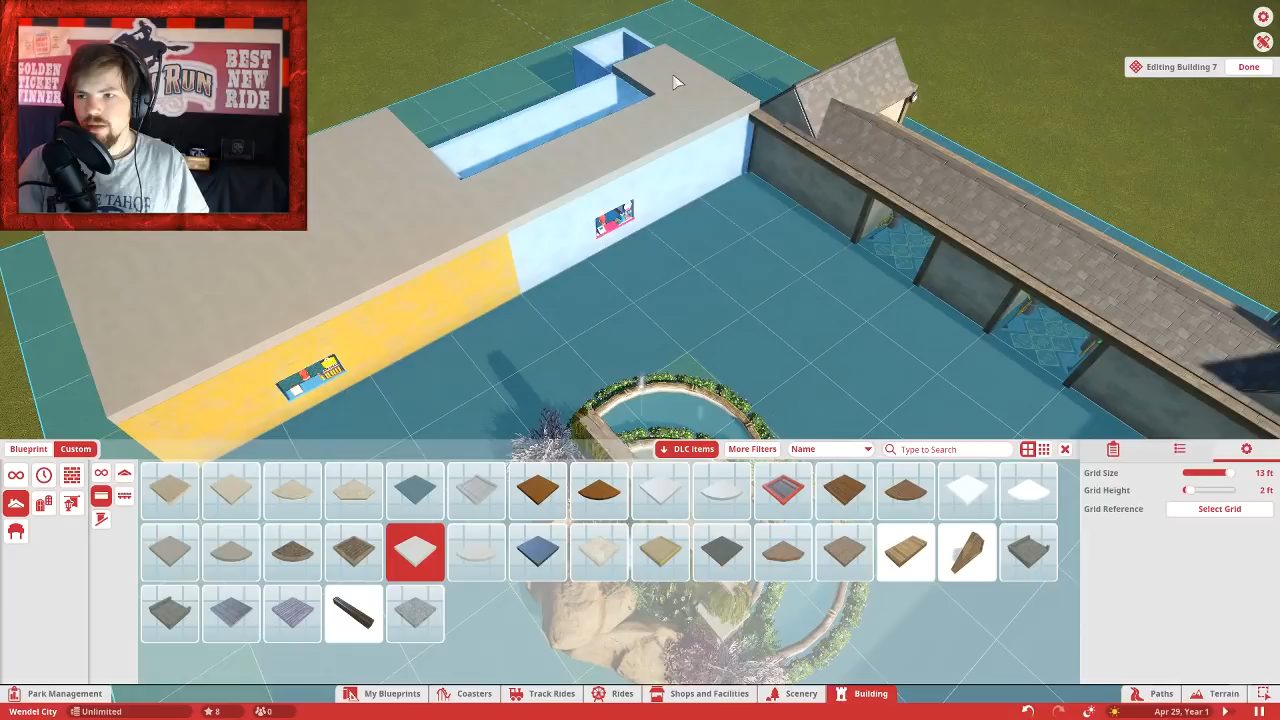 GOLDEN TICKET WINNER
RUN
BEST NEW RIDE
Editing Building 7
Done
Blueprint
Custom
DLC Items
More Filters
Name
Type to Search
Grid Size
13 ft
Grid Height
2 ft
Grid Reference
Select Grid
Park Management
My Blueprints
Coasters
Track Rides
Rides
Shops and Facilities
Scenery
Building
Paths
Terrain
Wendel City
Unlimited
8
0
Apr 29, Year 1